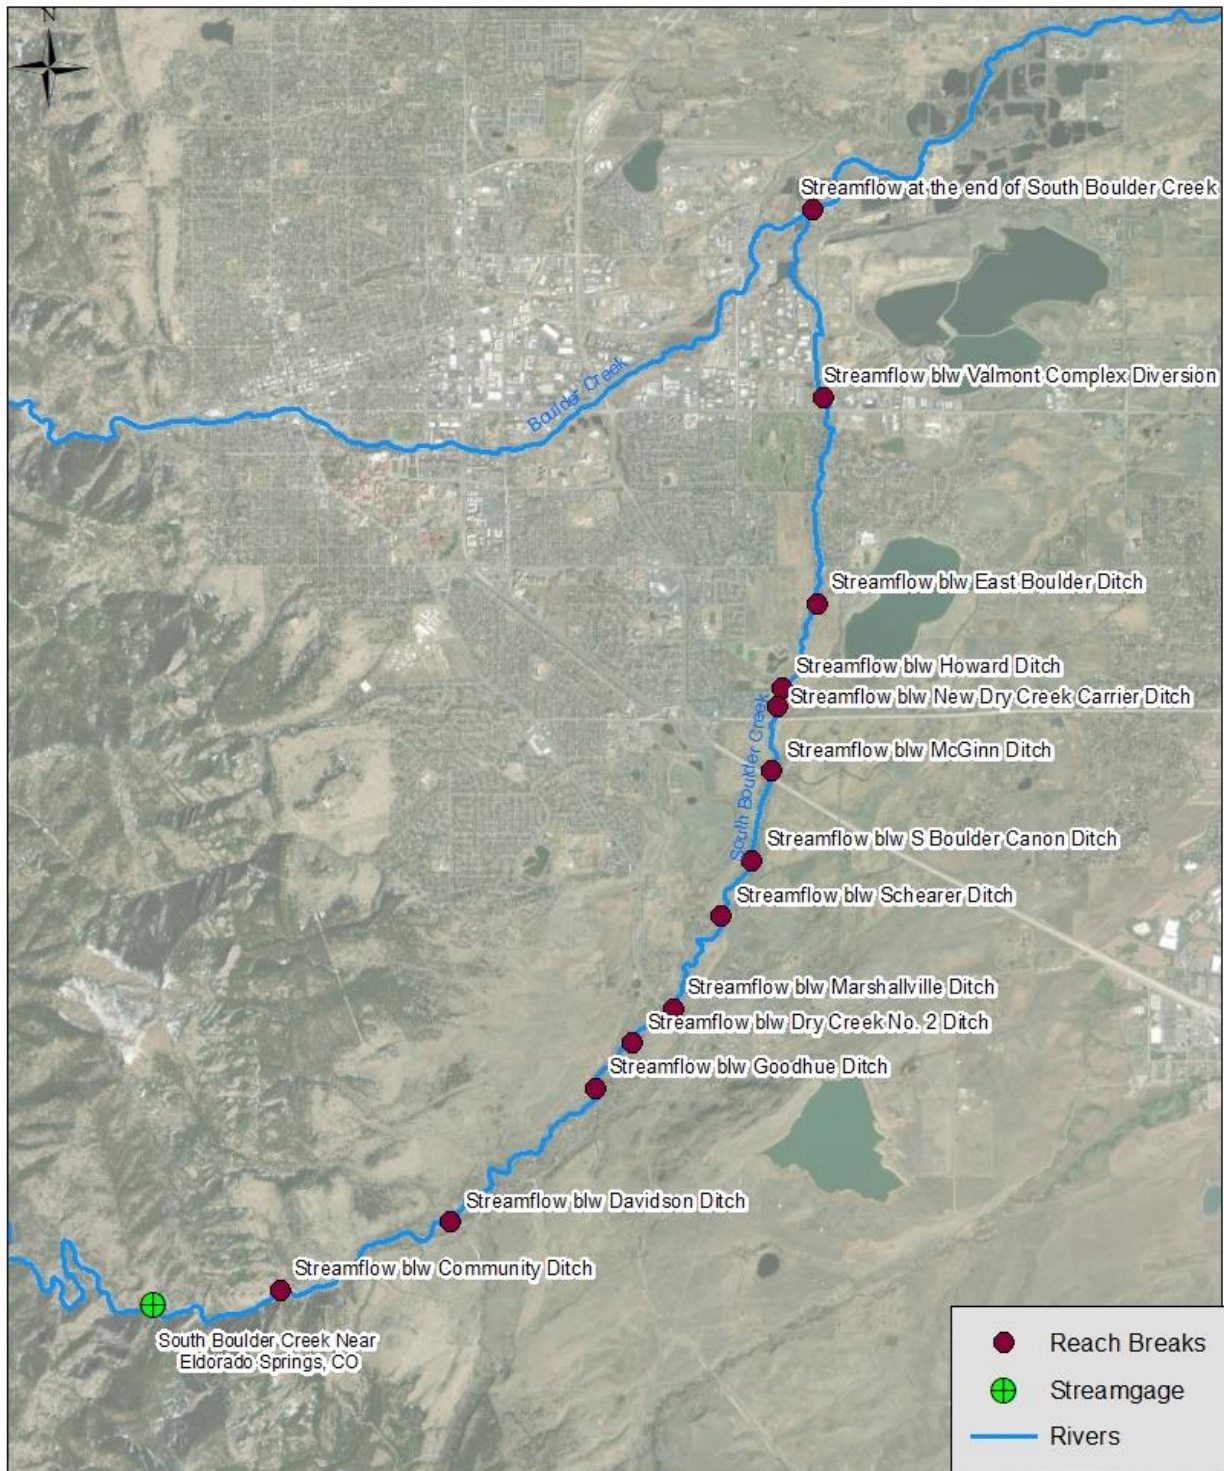 N
Streamflow at the end of South Boulder Creek
Boulder Creek
Streamflow blw Valmont Complex Diversion
Streamflow blw East Boulder Ditch
Streamflow blw Howard Ditch
Streamflow blw New Dry Creek Carrier Ditch
South Boulder Creek
Streamflow blw McGinn Ditch
Streamflow blw S Boulder Canon Ditch
Streamflow blw Schearer Ditch
Streamflow blw Marshallville Ditch
Streamflow blw Dry Creek No. 2 Ditch
Streamflow blw Goodhue Ditch
Streamflow blw Davidson Ditch
Streamflow blw Community Ditch
South Boulder Creek Near
Eldorado Springs, CO
Reach Breaks
Streamgage
Rivers